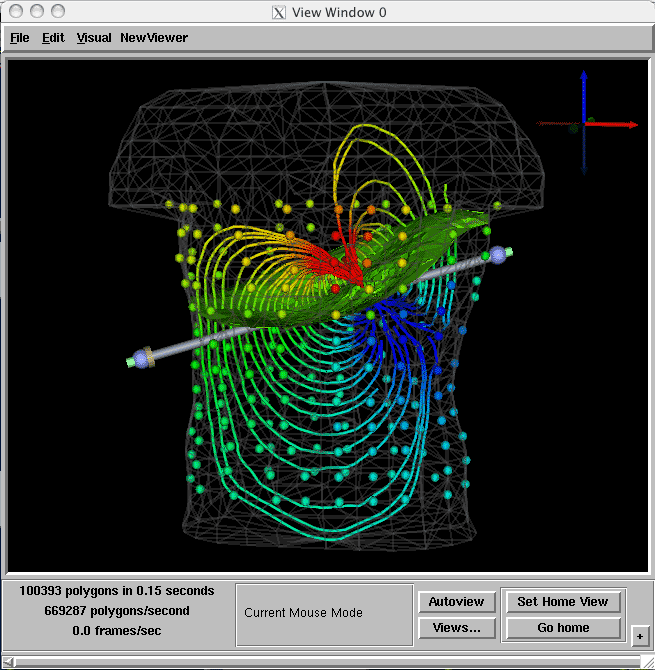 View Window 0
File Edit Visual NewViewer
100393 polygons in 0.15 seconds
669287 polygons/second
0.0 frames/sec
Current Mouse Mode
Autoview
Views...
Set Home View
Go home
+